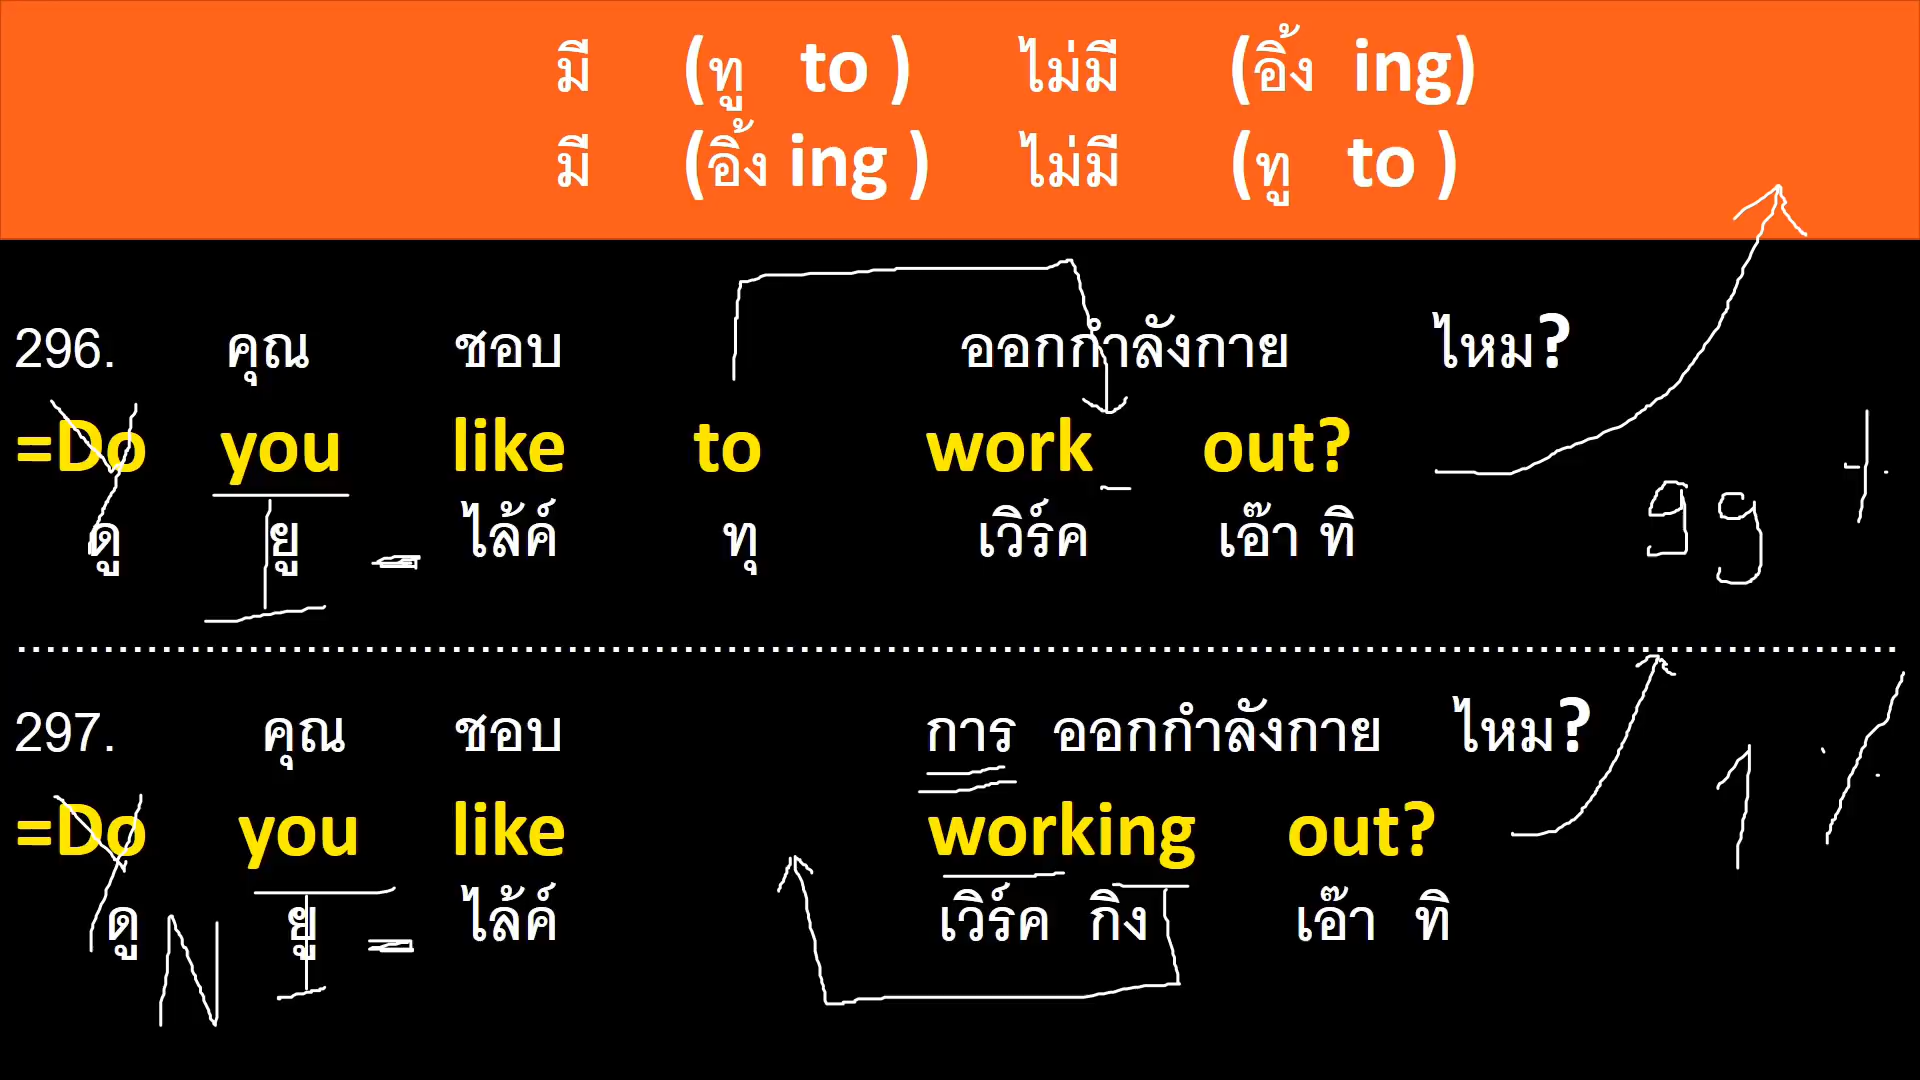 มี (ทู to ) ไม่มี (อิ้ง ing)
มี (อิ้ง ing ) ไม่มี (ทู to )
296. คุณ ชอบ ออกกำลังกาย ไหม?
=Do you like to work out?
ดู ยู ไล้ค์ ทุ เวิร์ค เอ๊า ทิ
99
297. คุณ ชอบ การ ออกกำลังกาย ไหม?
=Do you like working out?
ดู ยู ไล้ค์ เวิร์ค กิง เอ๊า ทิ
N
1 %